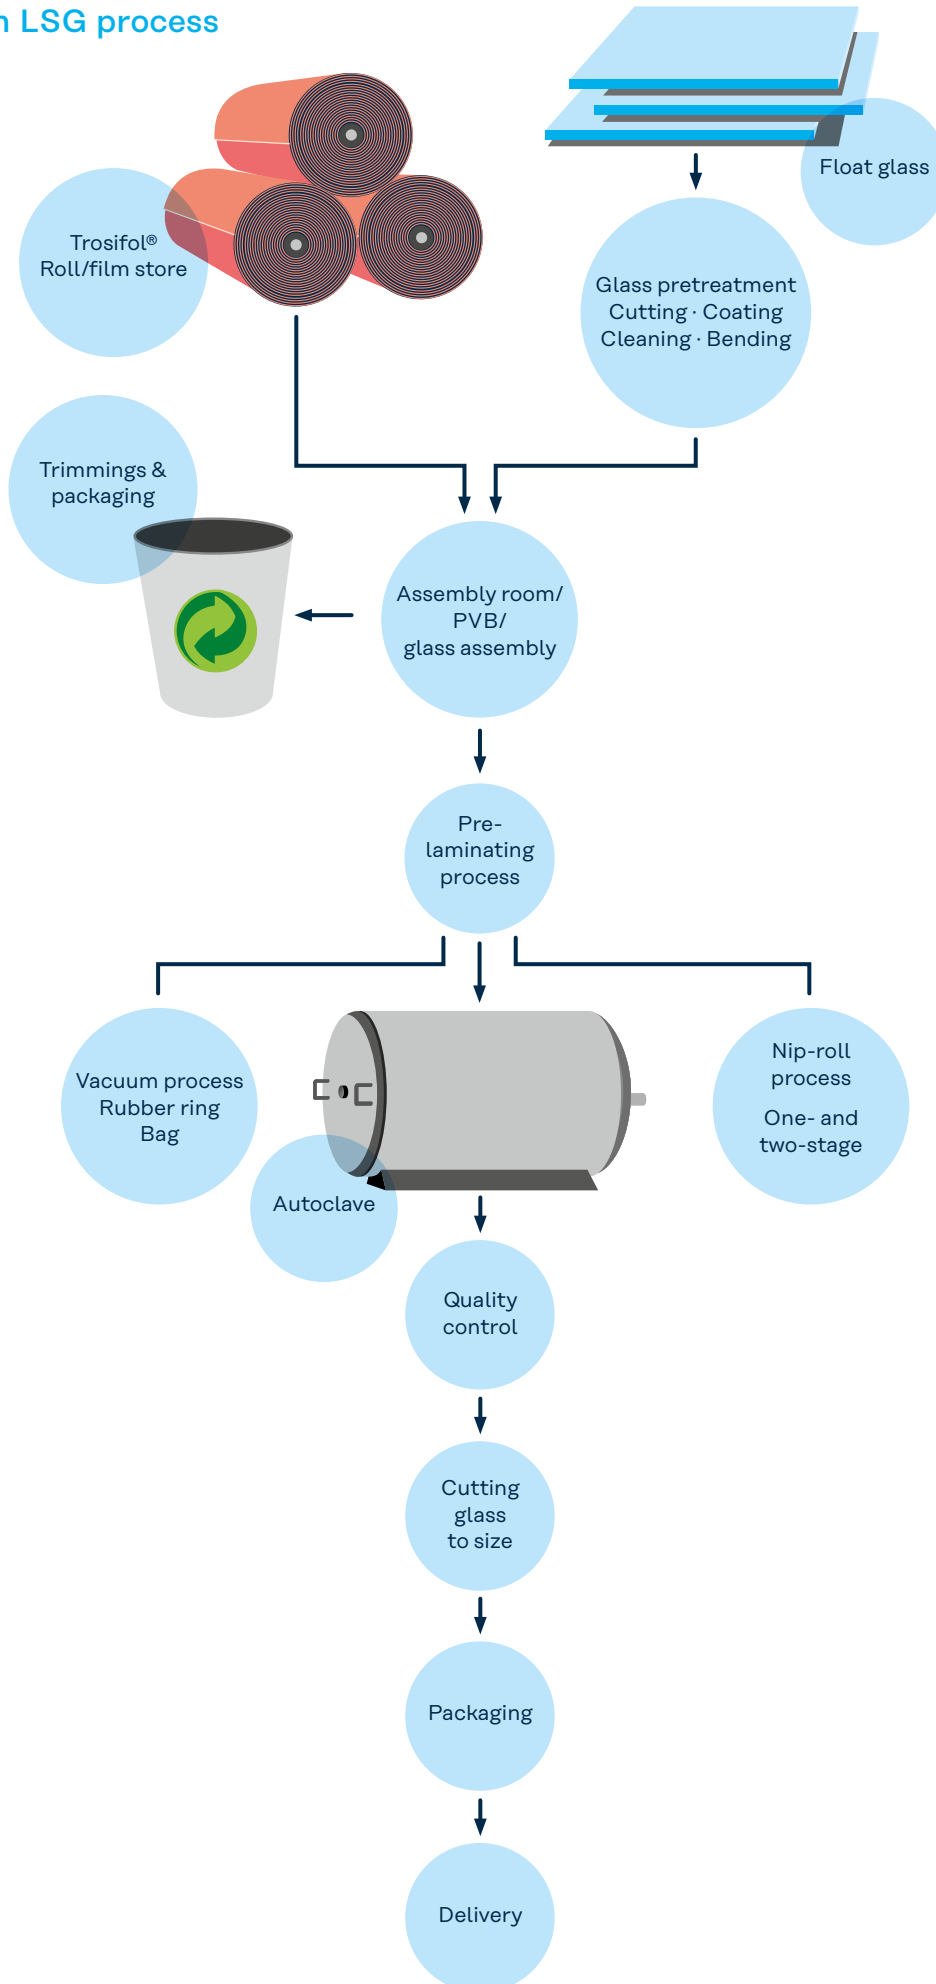 LSG process
Float glass
Trosifol®
Roll/film store
Glass pretreatment
Cutting · Coating
Cleaning · Bending
Trimmings &
packaging
Assembly room/
PVB/
glass assembly
Pre-
laminating
process
Vacuum process
Rubber ring
Bag
Nip-roll
process
One- and
two-stage
Autoclave
Quality
control
Cutting
glass
to size
Packaging
Delivery